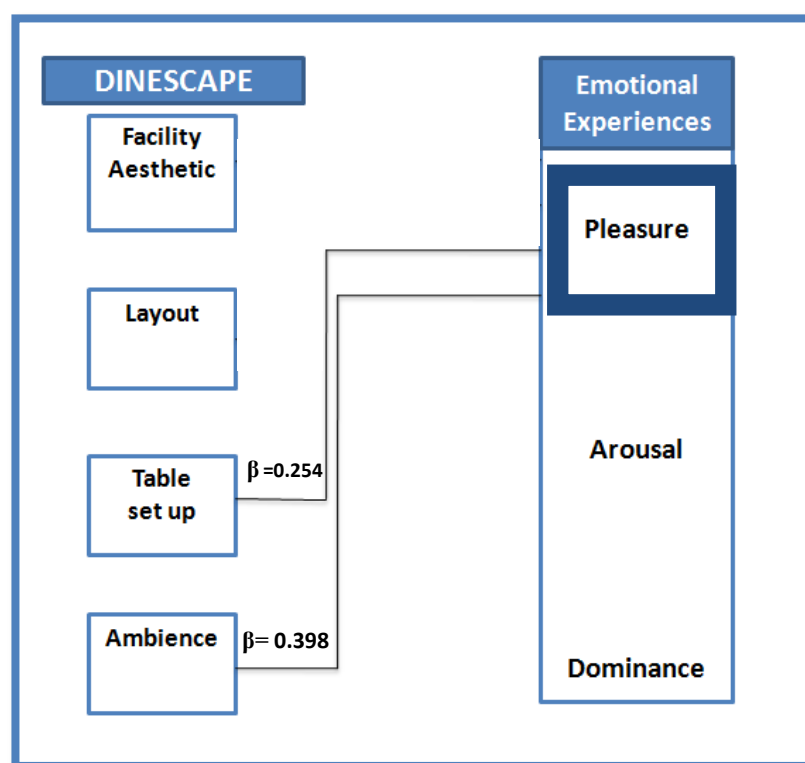 DINESCAPE
Facility
Aesthetic
Layout
Table
set up
β =0.254
Ambience
β= 0.398
Emotional
Experiences
Pleasure
Arousal
Dominance